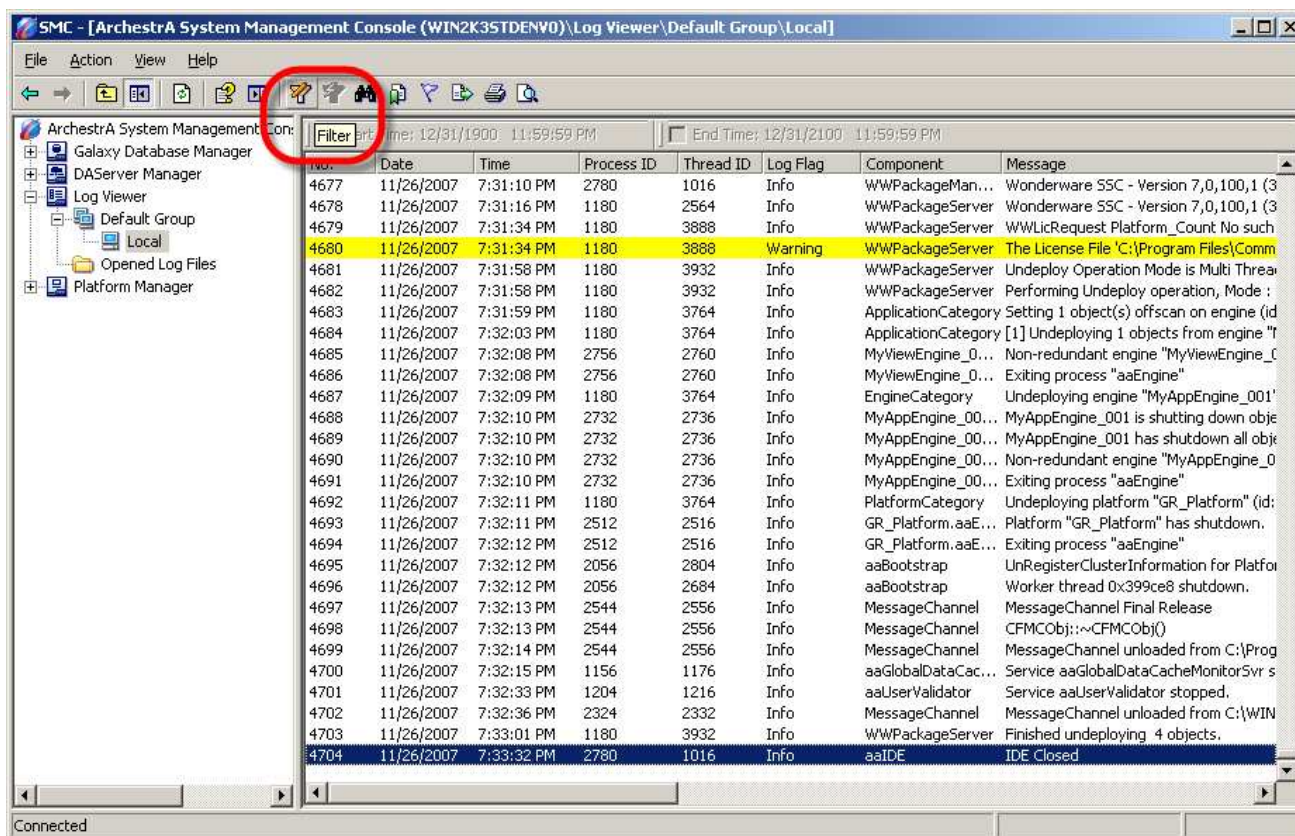 SMC - [ArchestrA System Management Console (WIN2K3STDENV0)\Log Viewer\Default Group\Local]
File Action View Help
ArchestrA System Management Con
Filter
Time: 12/31/1900 11:59:59 PM End Time: 12/31/2100 11:59:59 PM
Galaxy Database Manager
DAServer Manager
Log Viewer
Default Group
Local
Opened Log Files
Platform Manager
No. Date Time Process ID Thread ID Log Flag Component Message
4677 11/26/2007 7:31:10 PM 2780 1016 Info WWPackageMan... Wonderware SSC - Version 7,0,100,1 (3
4678 11/26/2007 7:31:16 PM 1180 2564 Info WWPackageServer Wonderware SSC - Version 7,0,100,1 (3
4679 11/26/2007 7:31:34 PM 1180 3888 Info WWPackageServer WWLicRequest Platform_Count No such
4680 11/26/2007 7:31:34 PM 1180 3888 Warning WWPackageServer The License File 'C:\Program Files\Comm
4681 11/26/2007 7:31:58 PM 1180 3932 Info WWPackageServer Undeploy Operation Mode is Multi Threa
4682 11/26/2007 7:31:58 PM 1180 3932 Info WWPackageServer Performing Undeploy operation, Mode :
4683 11/26/2007 7:31:59 PM 1180 3764 Info ApplicationCategory Setting 1 object(s) offscan on engine (id
4684 11/26/2007 7:32:03 PM 1180 3764 Info ApplicationCategory [1] Undeploying 1 objects from engine "
4685 11/26/2007 7:32:08 PM 2756 2760 Info MyViewEngine_0... Non-redundant engine "MyViewEngine_0
4686 11/26/2007 7:32:08 PM 2756 2760 Info MyViewEngine_0... Exiting process "aaEngine"
4687 11/26/2007 7:32:09 PM 1180 3764 Info EngineCategory Undeploying engine "MyAppEngine_001"
4688 11/26/2007 7:32:10 PM 2732 2736 Info MyAppEngine_00... MyAppEngine_001 is shutting down obje
4689 11/26/2007 7:32:10 PM 2732 2736 Info MyAppEngine_00... MyAppEngine_001 has shutdown all obje
4690 11/26/2007 7:32:10 PM 2732 2736 Info MyAppEngine_00... Non-redundant engine "MyAppEngine_0
4691 11/26/2007 7:32:10 PM 2732 2736 Info MyAppEngine_00... Exiting process "aaEngine"
4692 11/26/2007 7:32:11 PM 1180 3764 Info PlatformCategory Undeploying platform "GR_Platform" (id:
4693 11/26/2007 7:32:11 PM 2512 2516 Info GR_Platform.aaE... Platform "GR_Platform" has shutdown.
4694 11/26/2007 7:32:12 PM 2512 2516 Info GR_Platform.aaE... Exiting process "aaEngine"
4695 11/26/2007 7:32:12 PM 2056 2804 Info aaBootstrap UnRegisterClusterInformation for Platfo
4696 11/26/2007 7:32:12 PM 2056 2684 Info aaBootstrap Worker thread 0x399ce8 shutdown.
4697 11/26/2007 7:32:13 PM 2544 2556 Info MessageChannel MessageChannel Final Release
4698 11/26/2007 7:32:13 PM 2544 2556 Info MessageChannel CFMCObj::~CFMCObj()
4699 11/26/2007 7:32:14 PM 2544 2556 Info MessageChannel MessageChannel unloaded from C:\Prog
4700 11/26/2007 7:32:15 PM 1156 1176 Info aaGlobalDataCac... Service aaGlobalDataCacheMonitorSvr s
4701 11/26/2007 7:32:33 PM 1204 1216 Info aaUserValidator Service aaUserValidator stopped.
4702 11/26/2007 7:32:36 PM 2324 2332 Info MessageChannel MessageChannel unloaded from C:\WIN
4703 11/26/2007 7:33:01 PM 1180 3932 Info WWPackageServer Finished undeploying 4 objects.
4704 11/26/2007 7:33:32 PM 2780 1016 Info aaIDE IDE Closed
Connected